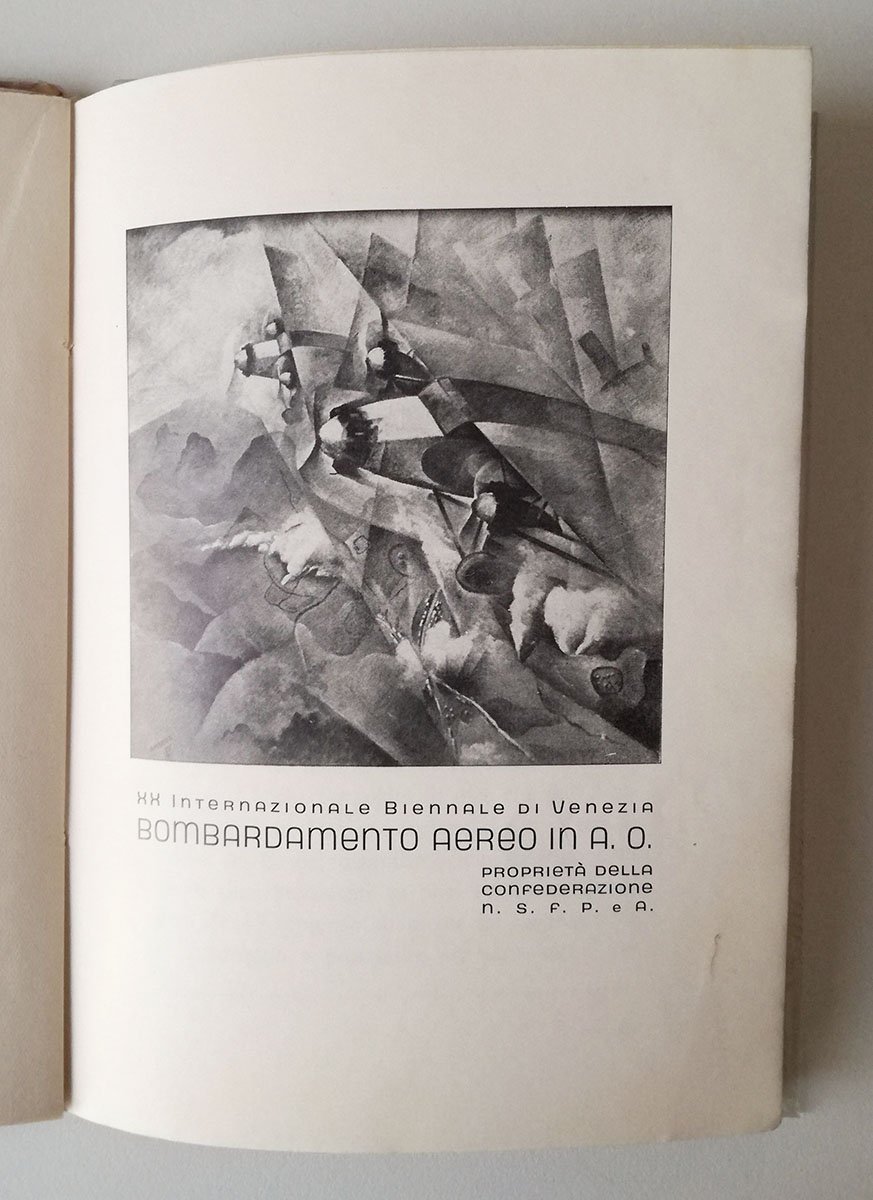 XX Internazionale Biennale di Venezia
BOMBARDAMENTO AEREO IN A. O.
PROPRIETÀ DELLA
CONFEDERAZIONE
N. S. F. P. e A.